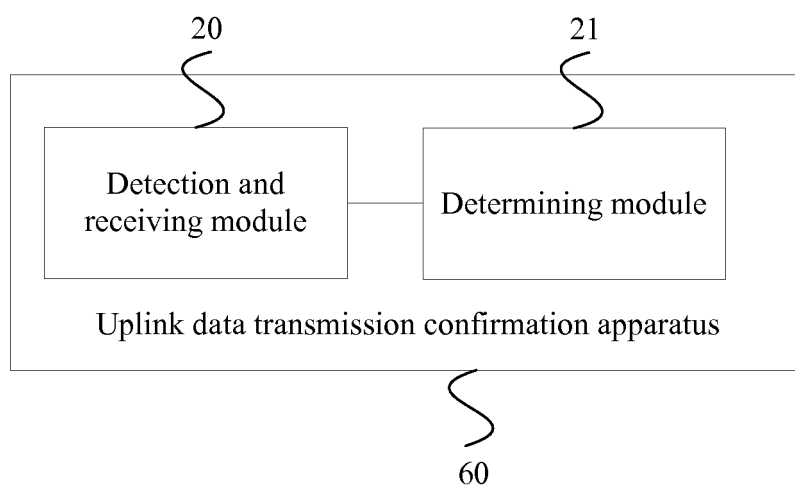 20
21
Detection and
receiving module
Determining module
Uplink data transmission confirmation apparatus
60